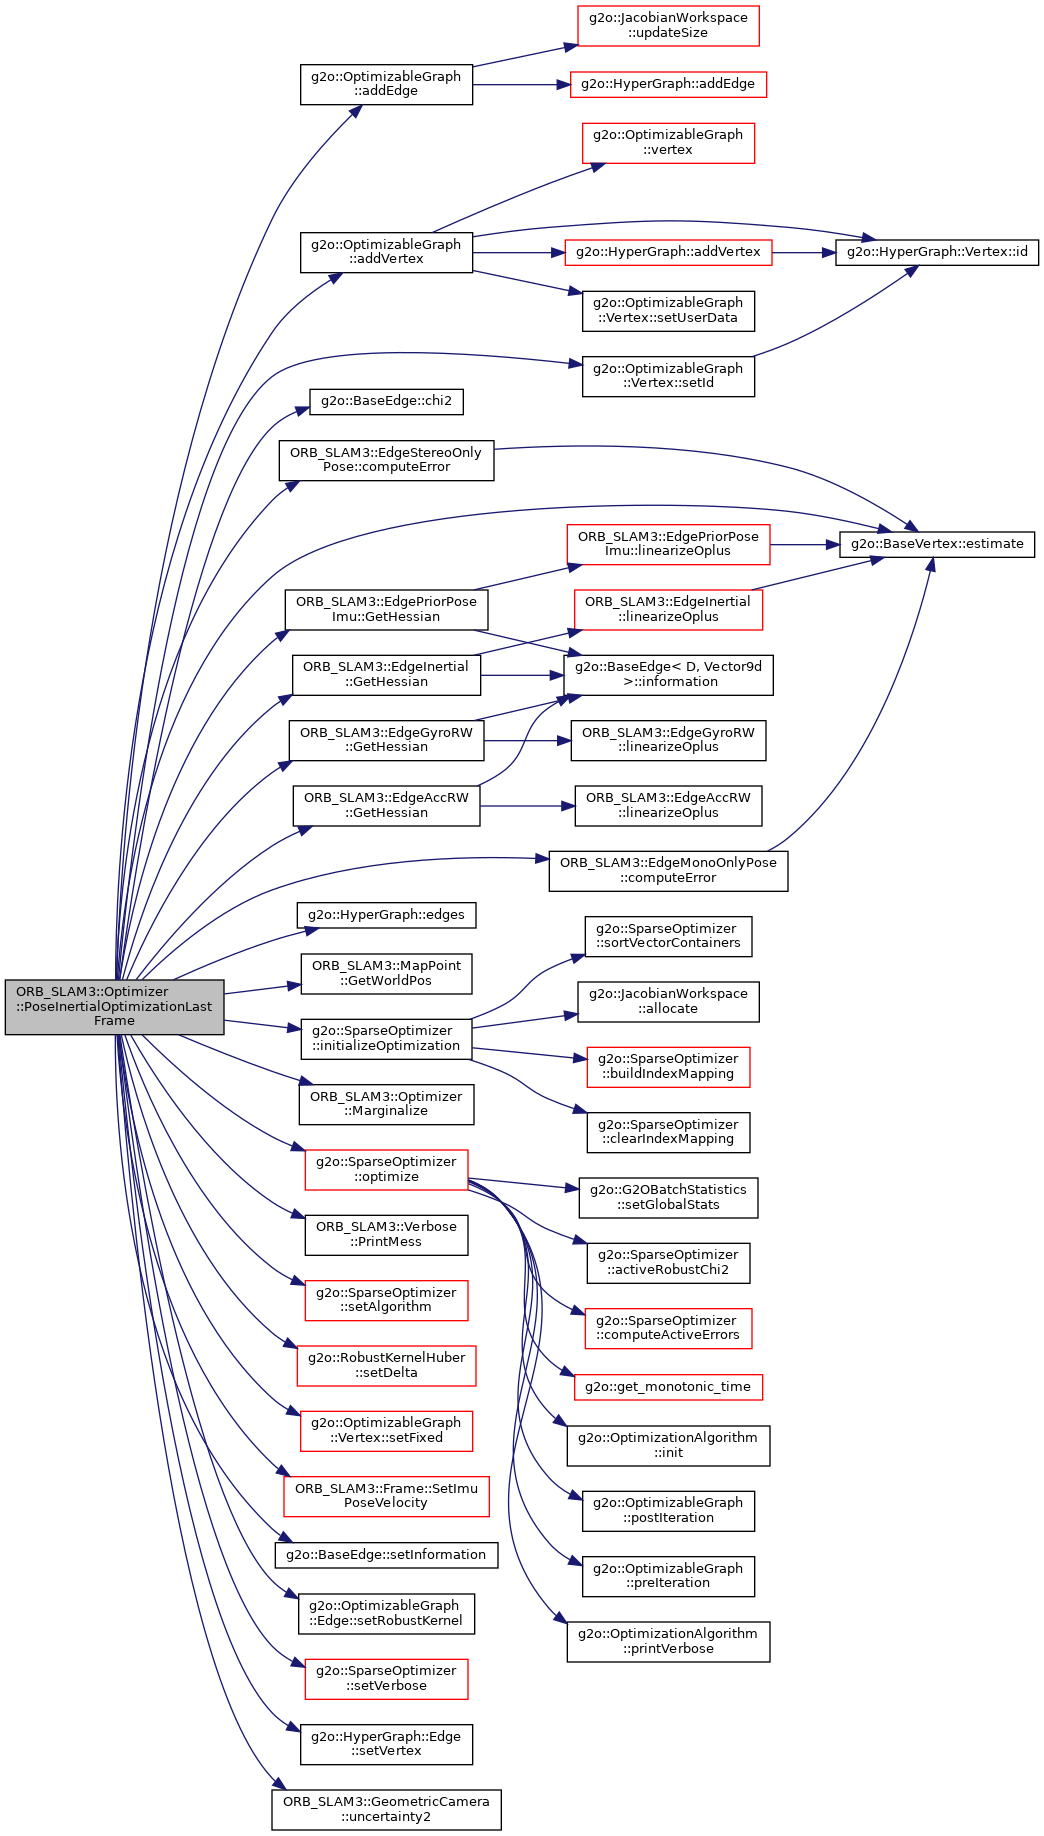 g2o::JacobianWorkspace
::updateSize
g2o::OptimizableGraph
::addEdge
g2o::HyperGraph::addEdge
g2o::OptimizableGraph
::vertex
g2o::OptimizableGraph
::addVertex
g2o::HyperGraph::addVertex
g2o::HyperGraph::Vertex::id
g2o::OptimizableGraph
::Vertex::setUserData
g2o::OptimizableGraph
::Vertex::setId
g2o::BaseEdge::chi2
ORB_SLAM3::EdgeStereoOnly
Pose::computeError
ORB_SLAM3::EdgePriorPose
Imu::linearizeOplus
g2o::BaseVertex::estimate
ORB_SLAM3::EdgePriorPose
Imu::GetHessian
ORB_SLAM3::EdgeInertial
::linearizeOplus
ORB_SLAM3::EdgeInertial
::GetHessian
g2o::BaseEdge< D, Vector9d
>::information
ORB_SLAM3::EdgeGyroRW
::GetHessian
ORB_SLAM3::EdgeGyroRW
::linearizeOplus
ORB_SLAM3::EdgeAccRW
::GetHessian
ORB_SLAM3::EdgeAccRW
::linearizeOplus
ORB_SLAM3::EdgeMonoOnlyPose
::computeError
g2o::HyperGraph::edges
g2o::SparseOptimizer
::sortVectorContainers
ORB_SLAM3::MapPoint
::GetWorldPos
ORB_SLAM3::Optimizer
::PoseInertialOptimizationLast
Frame
g2o::JacobianWorkspace
::allocate
g2o::SparseOptimizer
::initializeOptimization
g2o::SparseOptimizer
::buildIndexMapping
ORB_SLAM3::Optimizer
::Marginalize
g2o::SparseOptimizer
::clearIndexMapping
g2o::SparseOptimizer
::optimize
g2o::G2OBatchStatistics
::setGlobalStats
ORB_SLAM3::Verbose
::PrintMess
g2o::SparseOptimizer
::activeRobustChi2
g2o::SparseOptimizer
::setAlgorithm
g2o::SparseOptimizer
::computeActiveErrors
g2o::RobustKernelHuber
::setDelta
g2o::get_monotonic_time
g2o::OptimizableGraph
::Vertex::setFixed
g2o::OptimizationAlgorithm
::init
ORB_SLAM3::Frame::SetImu
PoseVelocity
g2o::OptimizableGraph
::postIteration
g2o::BaseEdge::setInformation
g2o::OptimizableGraph
::preIteration
g2o::OptimizableGraph
::Edge::setRobustKernel
g2o::OptimizationAlgorithm
::printVerbose
g2o::SparseOptimizer
::setVerbose
g2o::HyperGraph::Edge
::setVertex
ORB_SLAM3::GeometricCamera
::uncertainty2